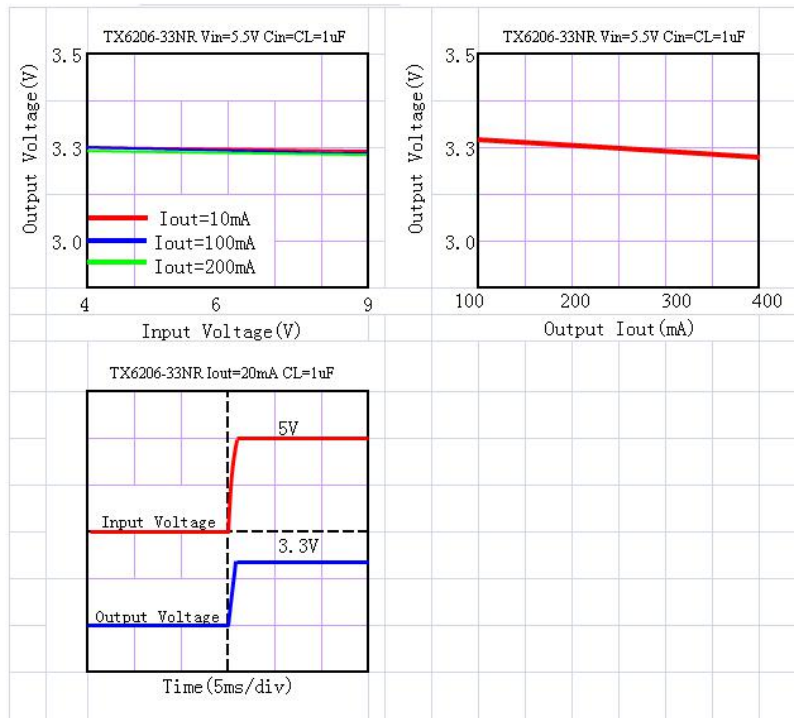 TX6206-33NR Vin=5.5V Cin=CL=1uF
3.5
3.3
3.0
Output Voltage(V)
Iout=10mA
Iout=100mA
Iout=200mA
4
6
9
Input Voltage(V)
TX6206-33NR Vin=5.5V Cin=CL=1uF
3.5
3.3
3.0
Output Voltage(V)
100
200
300
400
Output Iout(mA)
TX6206-33NR Iout=20mA CL=1uF
5V
Input Voltage
3.3V
Output Voltage
Time(5ms/div)